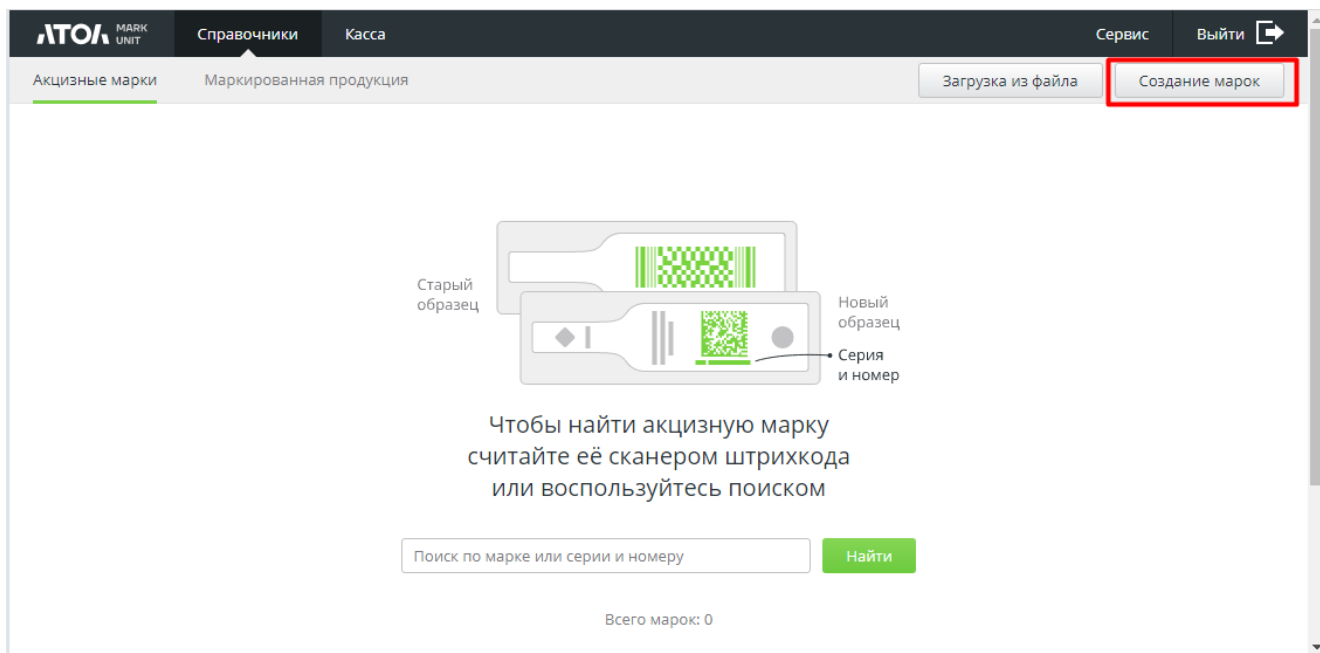 АТОЛ MARK UNIT Справочники Касса Сервис Выйти
Акцизные марки Маркированная продукция Загрузка из файла Создание марок
Старый
образец
Новый
образец
Серия
и номер
Чтобы найти акцизную марку
считайте её сканером штрихкода
или воспользуйтесь поиском
Поиск по марке или серии и номеру Найти
Всего марок: 0